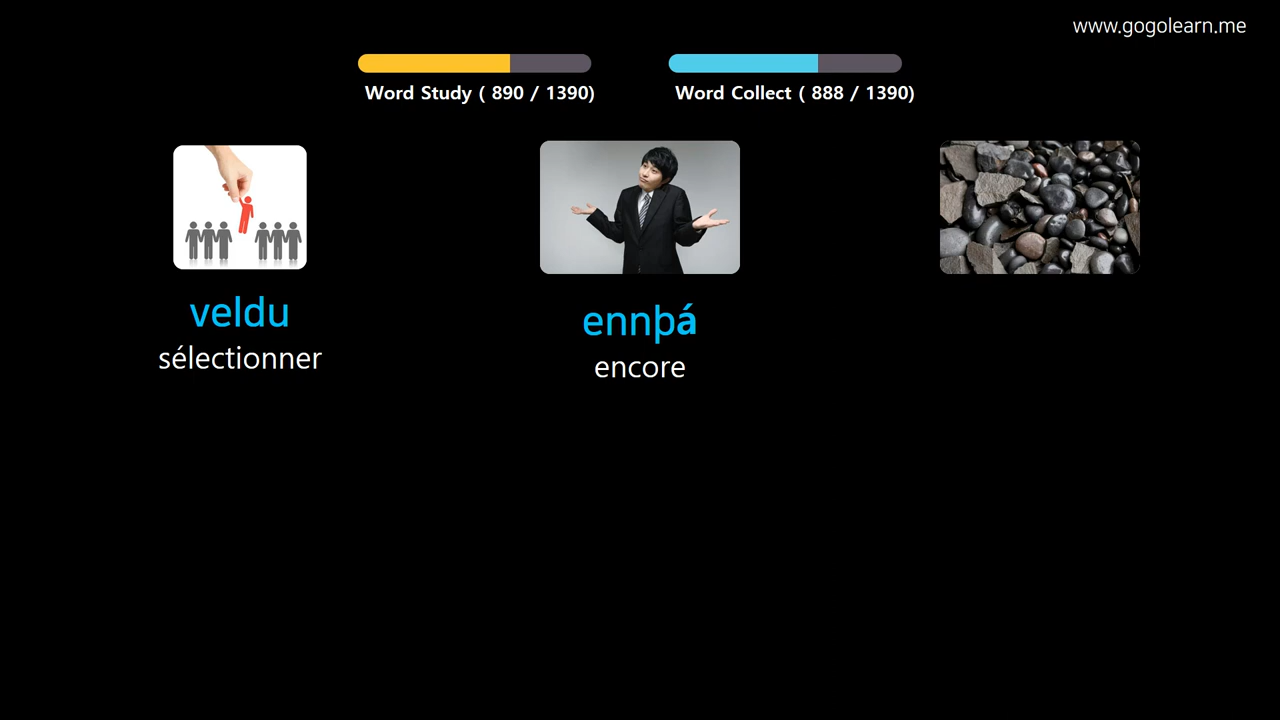 www.gogolearn.me
Word Study ( 890 / 1390)
Word Collect ( 888 / 1390)
veldu
sélectionner
ennþá
encore